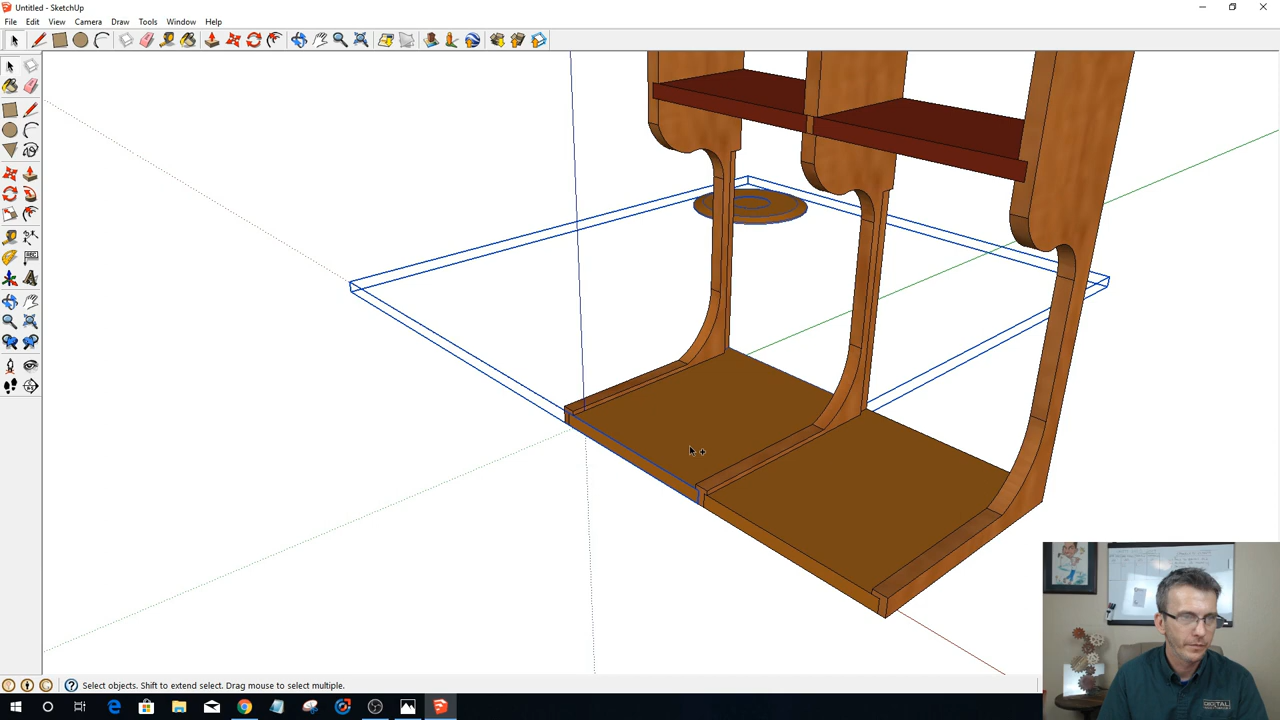 Untitled - SketchUp
File Edit View Camera Draw Tools Window Help
Select objects. Shift to extend select. Drag mouse to select multiple.
DIGITAL